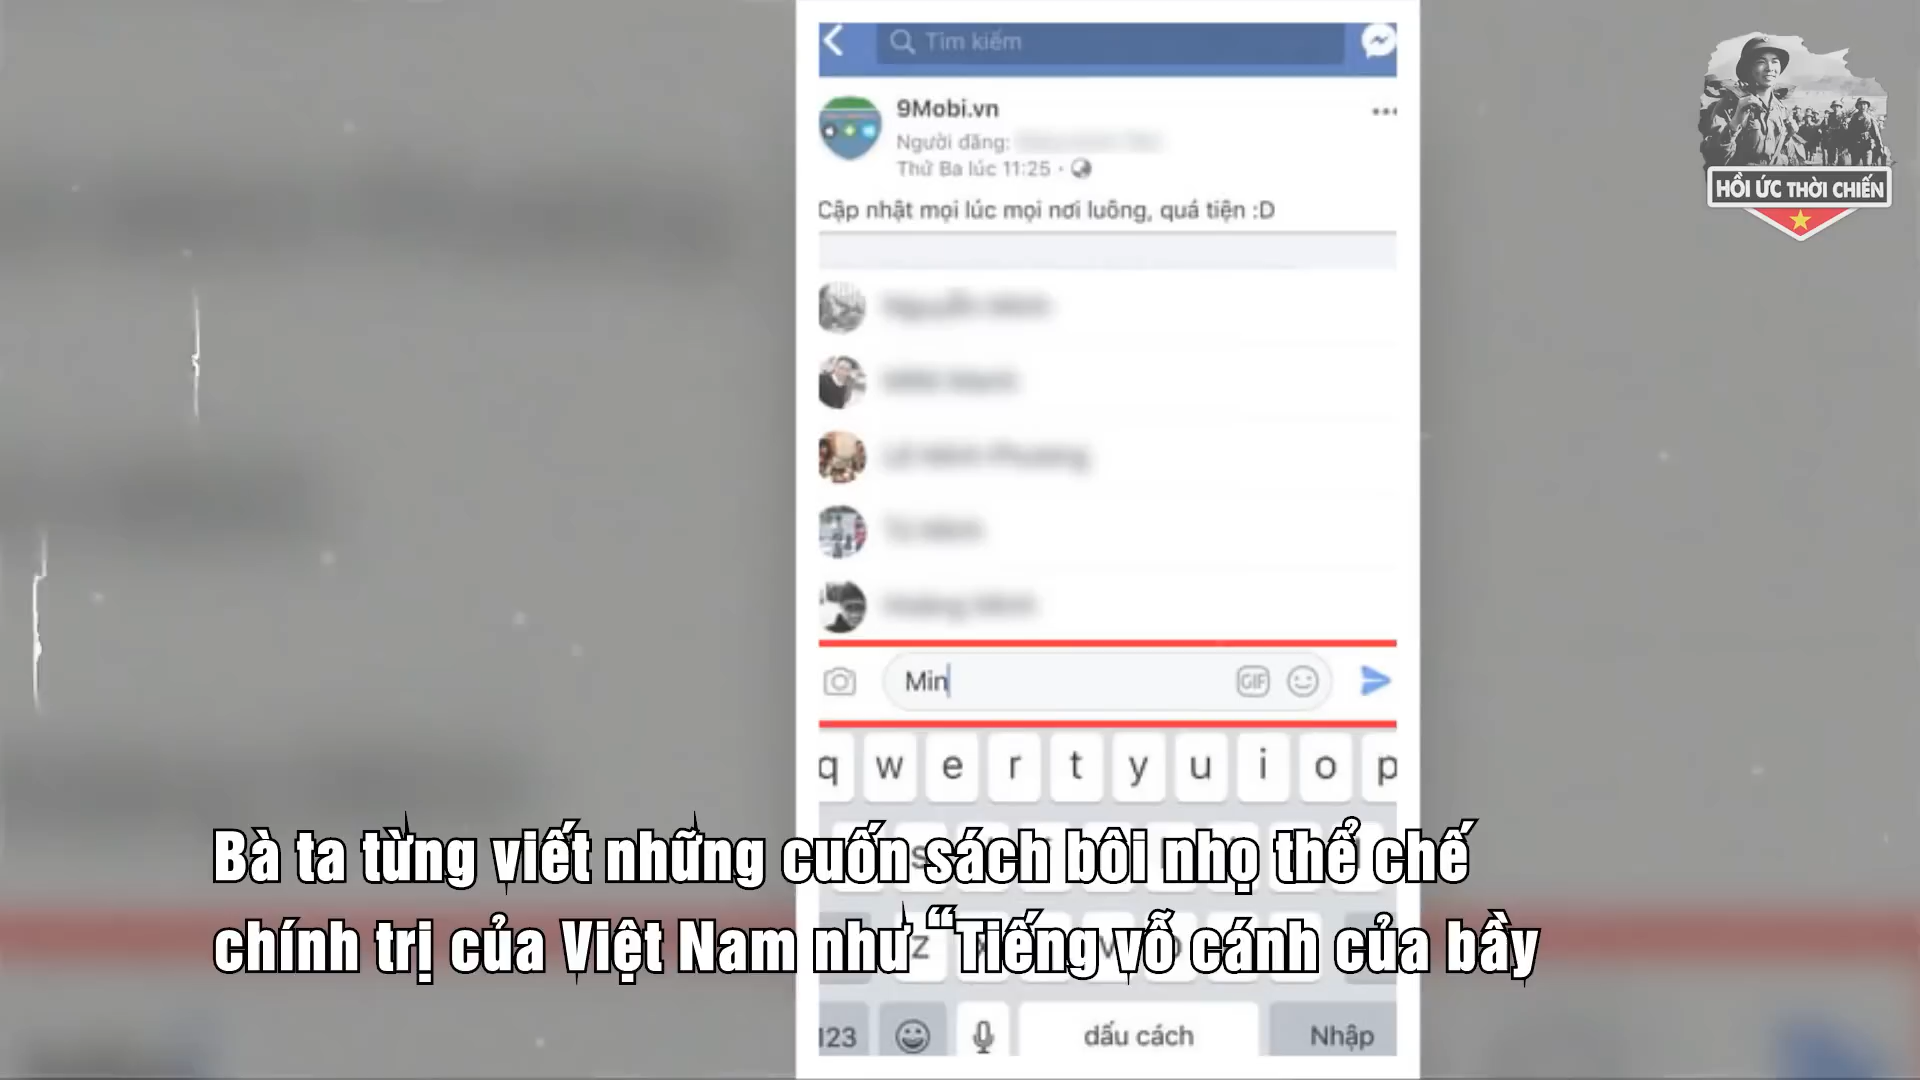 Tìm kiếm
9Mobi.vn
Người đăng:
Thứ Ba lúc 11:25
Cập nhật mọi lúc mọi nơi luông, quá tiện :D
HỒI ỨC THỜI CHIẾN
Min
GIF
q w e r t y u i o p
Bà ta từng viết những cuốn sách bôi nhọ thể chế
chính trị của Việt Nam như “Tiếng vỗ cánh của bầy
123
dấu cách
Nhập